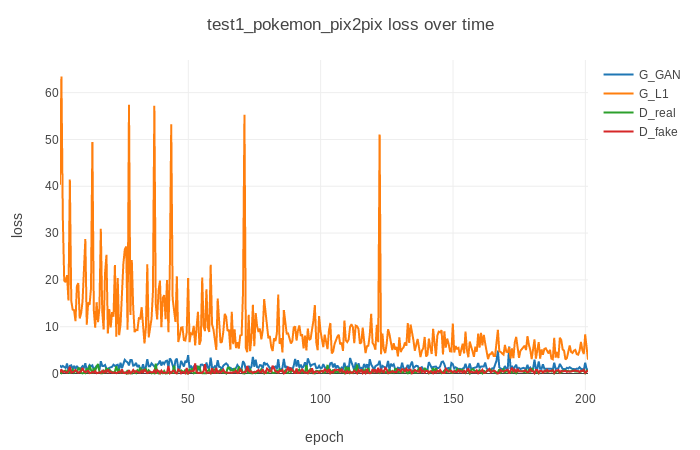 test1_pokemon_pix2pix loss over time
G_GAN
G_L1
D_real
D_fake
60
50
40
30
20
10
0
loss
50
100
150
200
epoch